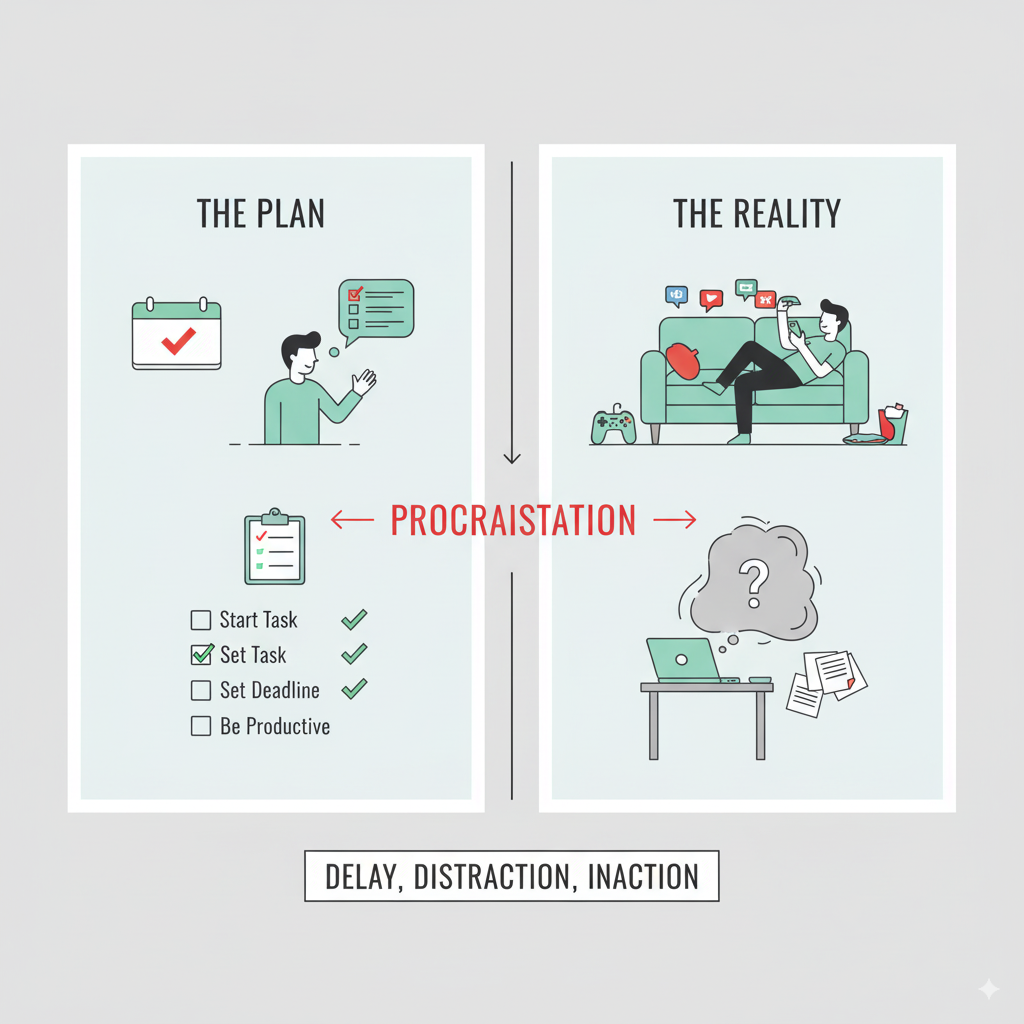 THE PLAN
THE REALITY
PROCRAISTATION
Start Task
Set Task
Set Deadline
Be Productive
?
DELAY, DISTRACTION, INACTION